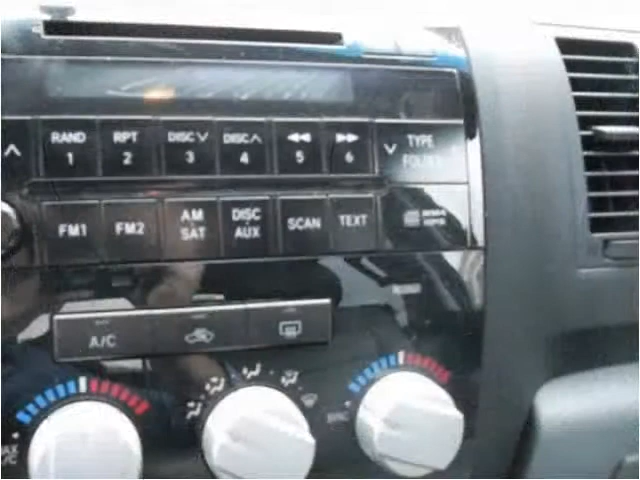 RAND RPT DISC DISC TYPE
1 2 3 4 5 6
FM1 FM2 AM SAT DISC AUX SCAN TEXT
A/C